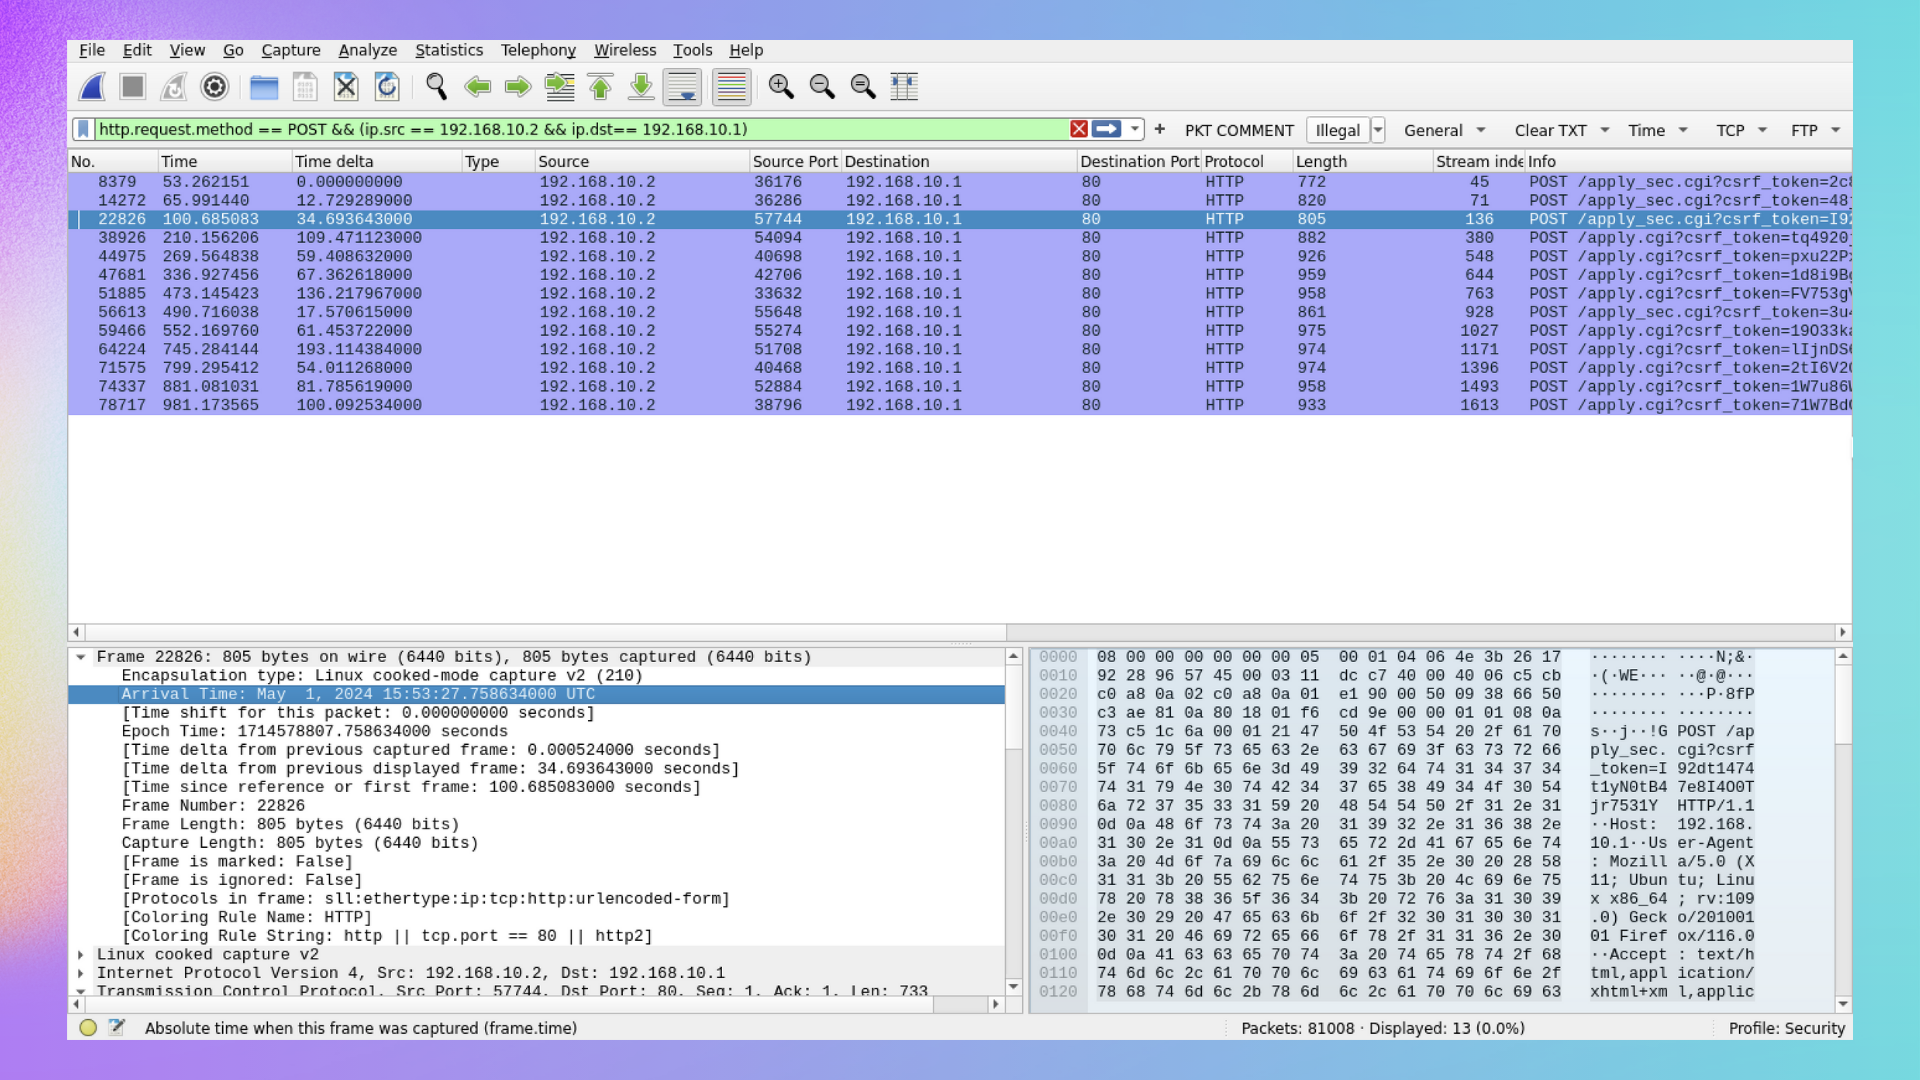 File Edit View Go Capture Analyze Statistics Telephony Wireless Tools Help
http.request.method == POST && (ip.src == 192.168.10.2 && ip.dst== 192.168.10.1)
+ PKT COMMENT Illegal General Clear TXT Time TCP FTP
No. Time Time delta Type Source Source Port Destination Destination Port Protocol Length Stream inde Info
8379 53.262151 0.000000000 192.168.10.2 36176 192.168.10.1 80 HTTP 772 45 POST /apply_sec.cgi?csrf_token=2c8
14272 65.991440 12.729289000 192.168.10.2 36286 192.168.10.1 80 HTTP 820 71 POST /apply_sec.cgi?csrf_token=48
22826 100.685083 34.693643000 192.168.10.2 57744 192.168.10.1 80 HTTP 805 136 POST /apply_sec.cgi?csrf_token=I92
38926 210.156206 109.471123000 192.168.10.2 54094 192.168.10.1 80 HTTP 882 380 POST /apply.cgi?csrf_token=tq4920
44975 269.564838 59.408632000 192.168.10.2 40698 192.168.10.1 80 HTTP 926 548 POST /apply.cgi?csrf_token=pxu22P
47681 336.927456 67.362618000 192.168.10.2 42706 192.168.10.1 80 HTTP 959 644 POST /apply.cgi?csrf_token=1d8i9B
51885 473.145423 136.217967000 192.168.10.2 33632 192.168.10.1 80 HTTP 958 763 POST /apply.cgi?csrf_token=FV753g
56613 490.716038 17.570615000 192.168.10.2 55648 192.168.10.1 80 HTTP 861 928 POST /apply_sec.cgi?csrf_token=3u4
59466 552.169760 61.453722000 192.168.10.2 55274 192.168.10.1 80 HTTP 975 1027 POST /apply.cgi?csrf_token=19O33k
64224 745.284144 193.114384000 192.168.10.2 51708 192.168.10.1 80 HTTP 974 1171 POST /apply.cgi?csrf_token=lIjnDS
71575 799.295412 54.011268000 192.168.10.2 40468 192.168.10.1 80 HTTP 974 1396 POST /apply.cgi?csrf_token=2tI6V2
74337 881.081031 81.785619000 192.168.10.2 52884 192.168.10.1 80 HTTP 958 1493 POST /apply.cgi?csrf_token=1W7u86
78717 981.173565 100.092534000 192.168.10.2 38796 192.168.10.1 80 HTTP 933 1613 POST /apply.cgi?csrf_token=71W7Bd
Frame 22826: 805 bytes on wire (6440 bits), 805 bytes captured (6440 bits)
Encapsulation type: Linux cooked-mode capture v2 (210)
Arrival Time: May  1, 2024 15:53:27.758634000 UTC
[Time shift for this packet: 0.000000000 seconds]
Epoch Time: 1714578807.758634000 seconds
[Time delta from previous captured frame: 0.000524000 seconds]
[Time delta from previous displayed frame: 34.693643000 seconds]
[Time since reference or first frame: 100.685083000 seconds]
Frame Number: 22826
Frame Length: 805 bytes (6440 bits)
Capture Length: 805 bytes (6440 bits)
[Frame is marked: False]
[Frame is ignored: False]
[Protocols in frame: sll:ethertype:ip:tcp:http:urlencoded-form]
[Coloring Rule Name: HTTP]
[Coloring Rule String: http || tcp.port == 80 || http2]
Linux cooked capture v2
Internet Protocol Version 4, Src: 192.168.10.2, Dst: 192.168.10.1
Transmission Control Protocol, Src Port: 57744, Dst Port: 80, Seq: 1, Ack: 1, Len: 733
0000 08 00 00 00 00 00 00 05 00 01 04 06 4e 3b 26 17 ········ ····N;&·
0010 92 28 96 57 45 00 03 11 dc c7 40 00 40 06 c5 cb ·(·WE··· ··@·@···
0020 c0 a8 0a 02 c0 a8 0a 01 e1 90 00 50 09 38 66 50 ········ ···P·8fP
0030 c3 ae 81 0a 80 18 01 f6 cd 9e 00 00 01 01 08 0a ········ ········
0040 73 c5 1c 6a 00 01 21 47 50 4f 53 54 20 2f 61 70 s··j··!G POST /ap
0050 70 6c 79 5f 73 65 63 2e 63 67 69 3f 63 73 72 66 ply_sec. cgi?csrf
0060 5f 74 6f 6b 65 6e 3d 49 39 32 64 74 31 34 37 34 _token=I 92dt1474
0070 74 31 79 4e 30 74 42 34 37 65 38 49 34 4f 30 54 t1yN0tB4 7e8I4O0T
0080 6a 72 37 35 33 31 59 20 48 54 54 50 2f 31 2e 31 jr7531Y HTTP/1.1
0090 0d 0a 48 6f 73 74 3a 20 31 39 32 2e 31 36 38 2e ··Host: 192.168.
00a0 31 30 2e 31 0d 0a 55 73 65 72 2d 41 67 65 6e 74 10.1··Us er-Agent
00b0 3a 20 4d 6f 7a 69 6c 6c 61 2f 35 2e 30 20 28 58 : Mozill a/5.0 (X
00c0 31 31 3b 20 55 62 75 6e 74 75 3b 20 4c 69 6e 75 11; Ubun tu; Linu
00d0 78 20 78 38 36 5f 36 34 3b 20 72 76 3a 31 30 39 x x86_64 ; rv:109
00e0 2e 30 29 20 47 65 63 6b 6f 2f 32 30 31 30 30 31 .0) Geck o/201001
00f0 30 31 20 46 69 72 65 66 6f 78 2f 31 31 36 2e 30 01 Firef ox/116.0
0100 0d 0a 41 63 63 65 70 74 3a 20 74 65 78 74 2f 68 ··Accept : text/h
0110 74 6d 6c 2c 61 70 70 6c 69 63 61 74 69 6f 6e 2f tml,appl ication/
0120 78 68 74 6d 6c 2b 78 6d 6c 2c 61 70 70 6c 69 63 xhtml+xm l,applic
Absolute time when this frame was captured (frame.time) Packets: 81008 · Displayed: 13 (0.0%) Profile: Security